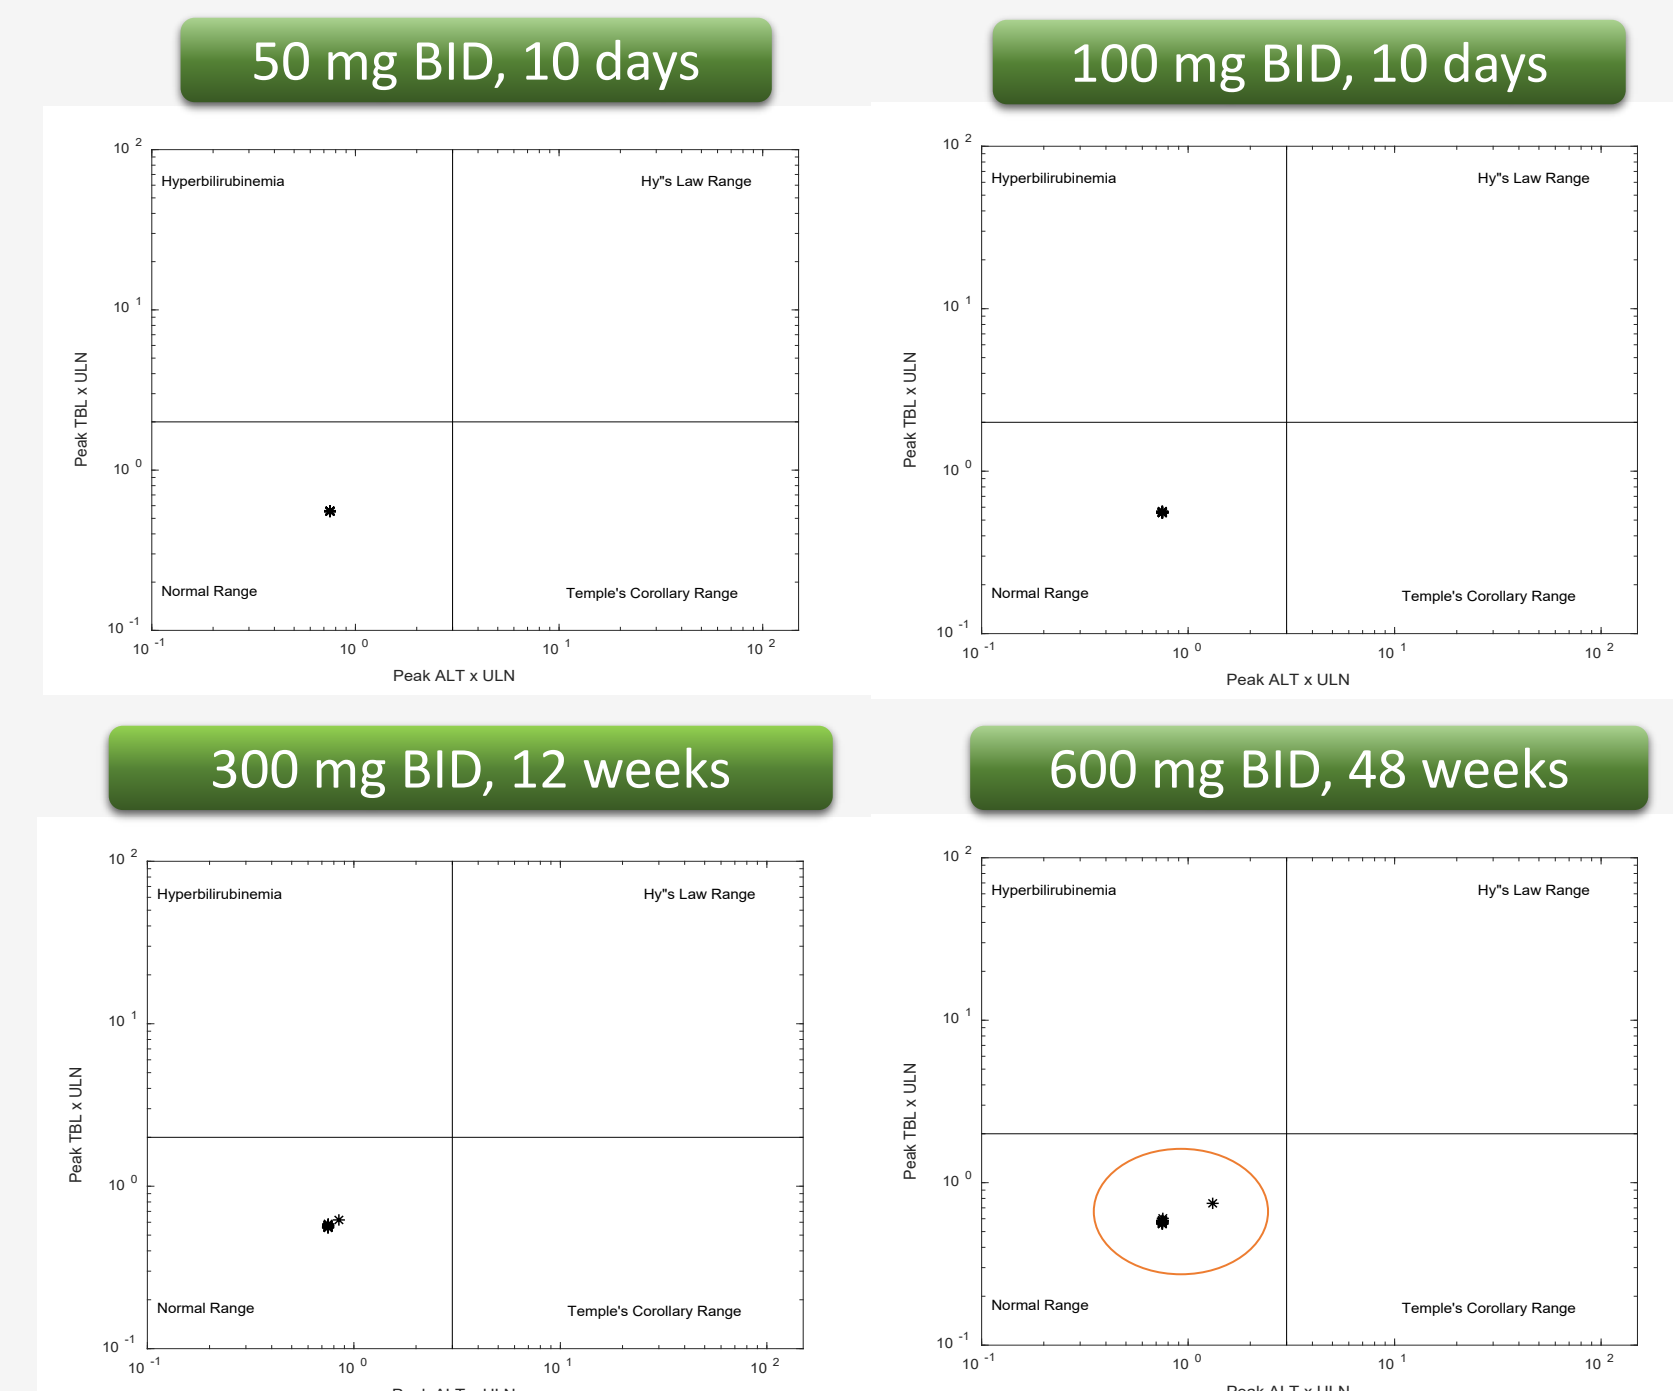 50 mg BID, 10 days
10 2
Hyperbilirubinemia
Hy"s Law Range
10 1
Peak TBL x ULN
10 0
Normal Range
Temple's Corollary Range
10 -1
10 -1
10 0
10 1
10 2
Peak ALT x ULN
100 mg BID, 10 days
10 2
Hyperbilirubinemia
Hy"s Law Range
10 1
Peak TBL x ULN
10 0
Normal Range
Temple's Corollary Range
10 -1
10 -1
10 0
10 1
10 2
Peak ALT x ULN
300 mg BID, 12 weeks
10 2
Hyperbilirubinemia
Hy"s Law Range
10 1
Peak TBL x ULN
10 0
Normal Range
Temple's Corollary Range
10 -1
10 -1
10 0
10 1
10 2
Peak ALT x ULN
600 mg BID, 48 weeks
10 2
Hyperbilirubinemia
Hy"s Law Range
10 1
Peak TBL x ULN
10 0
Normal Range
Temple's Corollary Range
10 -1
10 -1
10 0
10 1
10 2
Peak ALT x ULN